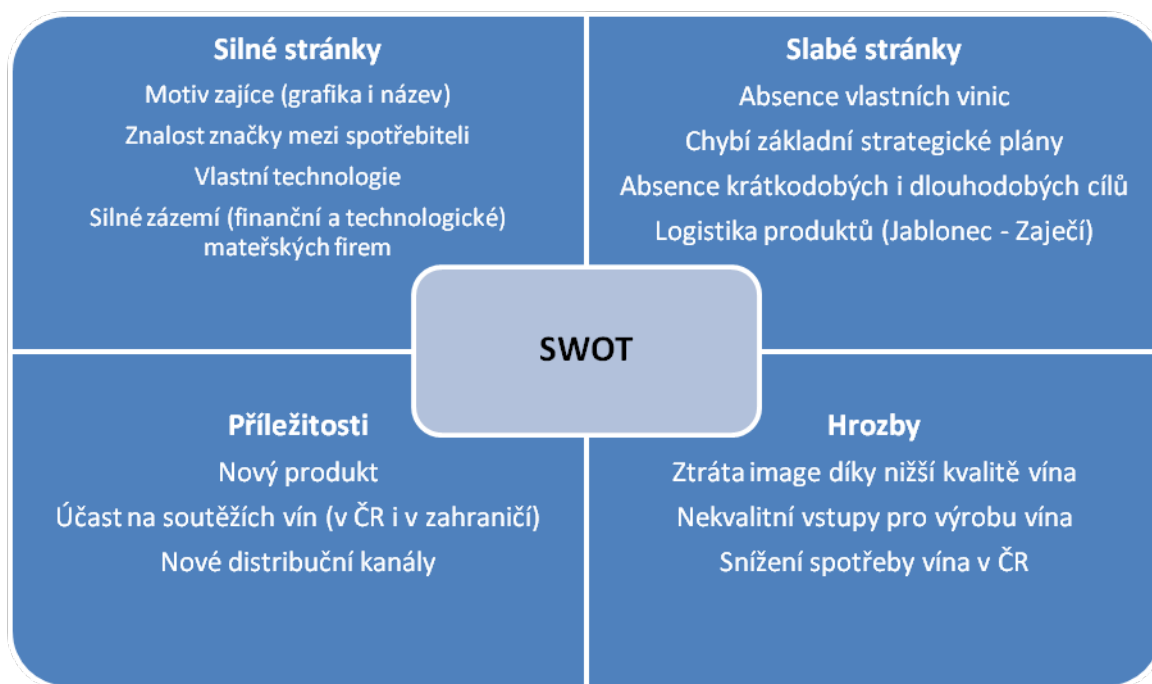 Silné stránky
Motiv zajíce (grafika i název)
Znalost značky mezi spotřebiteli
Vlastní technologie
Silné zázemí (finanční a technologické)
mateřských firem
Slabé stránky
Absence vlastních vinic
Chybí základní strategické plány
Absence krátkodobých i dlouhodobých cílů
Logistika produktů (Jablonec - Zaječí)
SWOT
Příležitosti
Nový produkt
Účast na soutěžích vín (v ČR i v zahraničí)
Nové distribuční kanály
Hrozby
Ztráta image díky nižší kvalitě vína
Nekvalitní vstupy pro výrobu vína
Snížení spotřeby vína v ČR